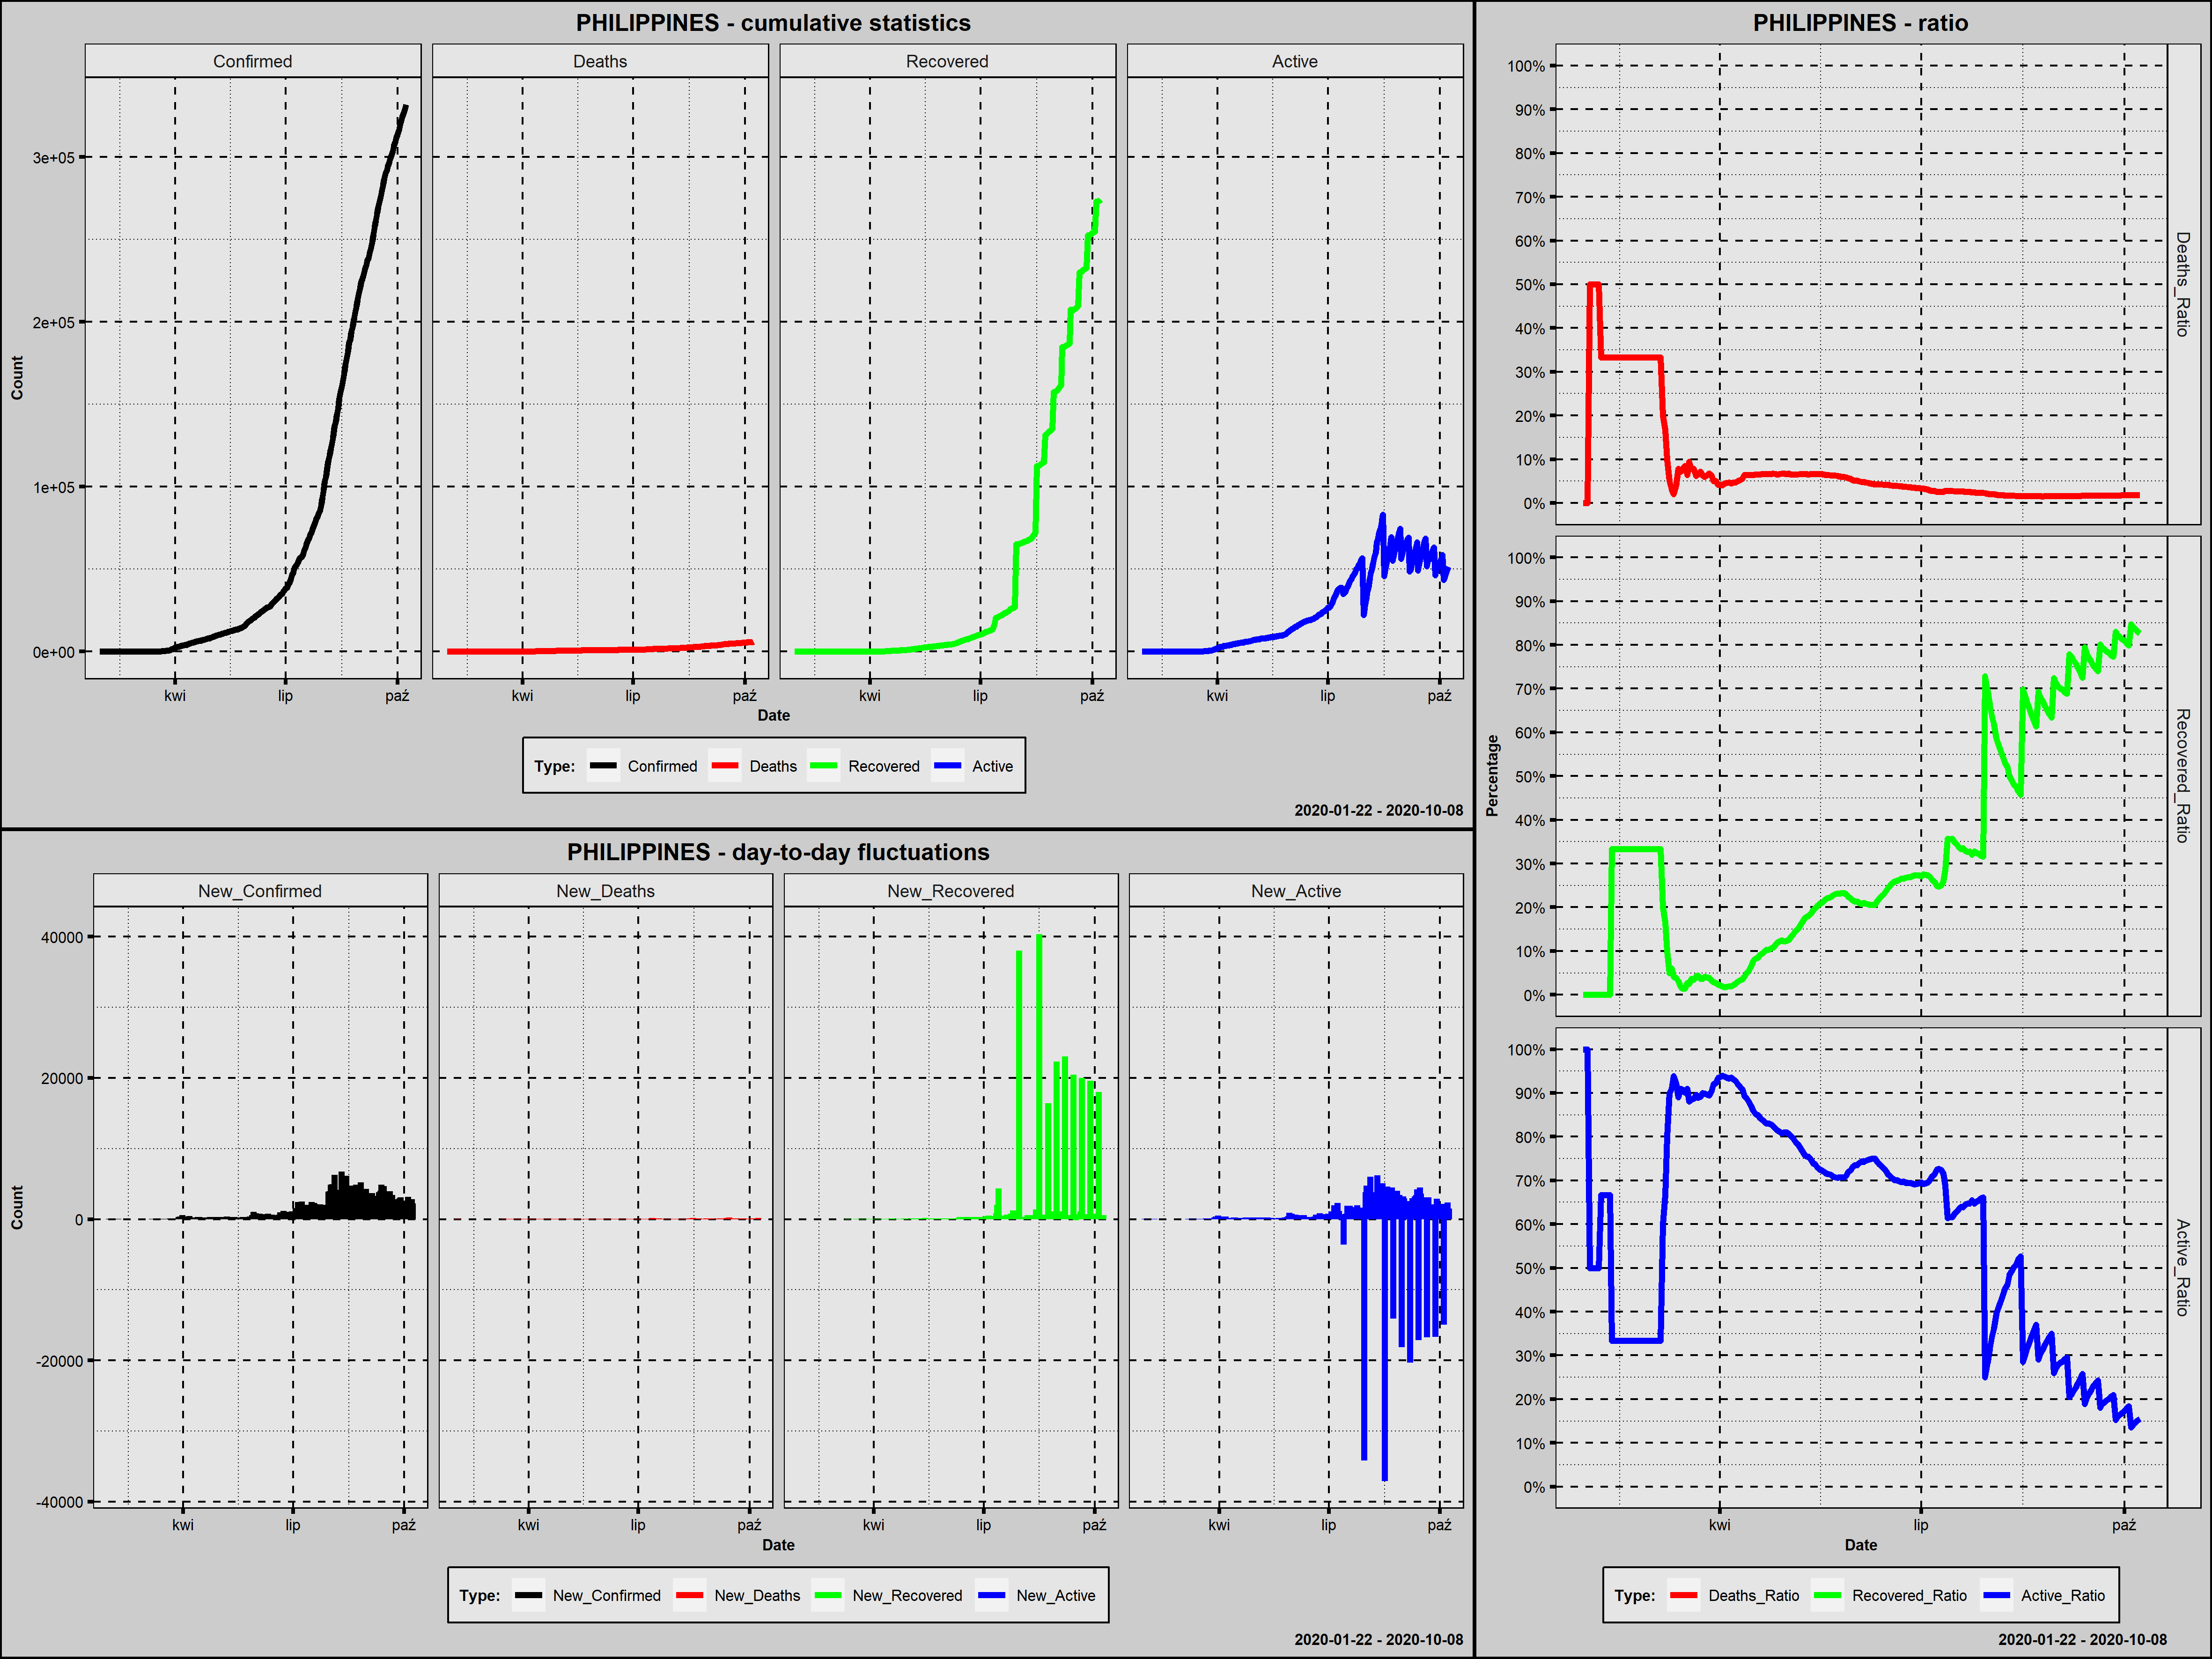 PHILIPPINES - cumulative statistics
Confirmed Deaths Recovered Active
Count
3e+05
2e+05
1e+05
0e+00
kwi lip paź kwi lip paź kwi lip paź kwi lip paź
Date
Type: Confirmed Deaths Recovered Active
2020-01-22 - 2020-10-08
PHILIPPINES - day-to-day fluctuations
New_Confirmed New_Deaths New_Recovered New_Active
Count
40000
20000
0
-20000
-40000
kwi lip paź kwi lip paź kwi lip paź kwi lip paź
Date
Type: New_Confirmed New_Deaths New_Recovered New_Active
2020-01-22 - 2020-10-08
PHILIPPINES - ratio
Percentage
100%
90%
80%
70%
60%
50%
40%
30%
20%
10%
0%
Deaths_Ratio
100%
90%
80%
70%
60%
50%
40%
30%
20%
10%
0%
Recovered_Ratio
100%
90%
80%
70%
60%
50%
40%
30%
20%
10%
0%
Active_Ratio
kwi lip paź
Date
Type: Deaths_Ratio Recovered_Ratio Active_Ratio
2020-01-22 - 2020-10-08